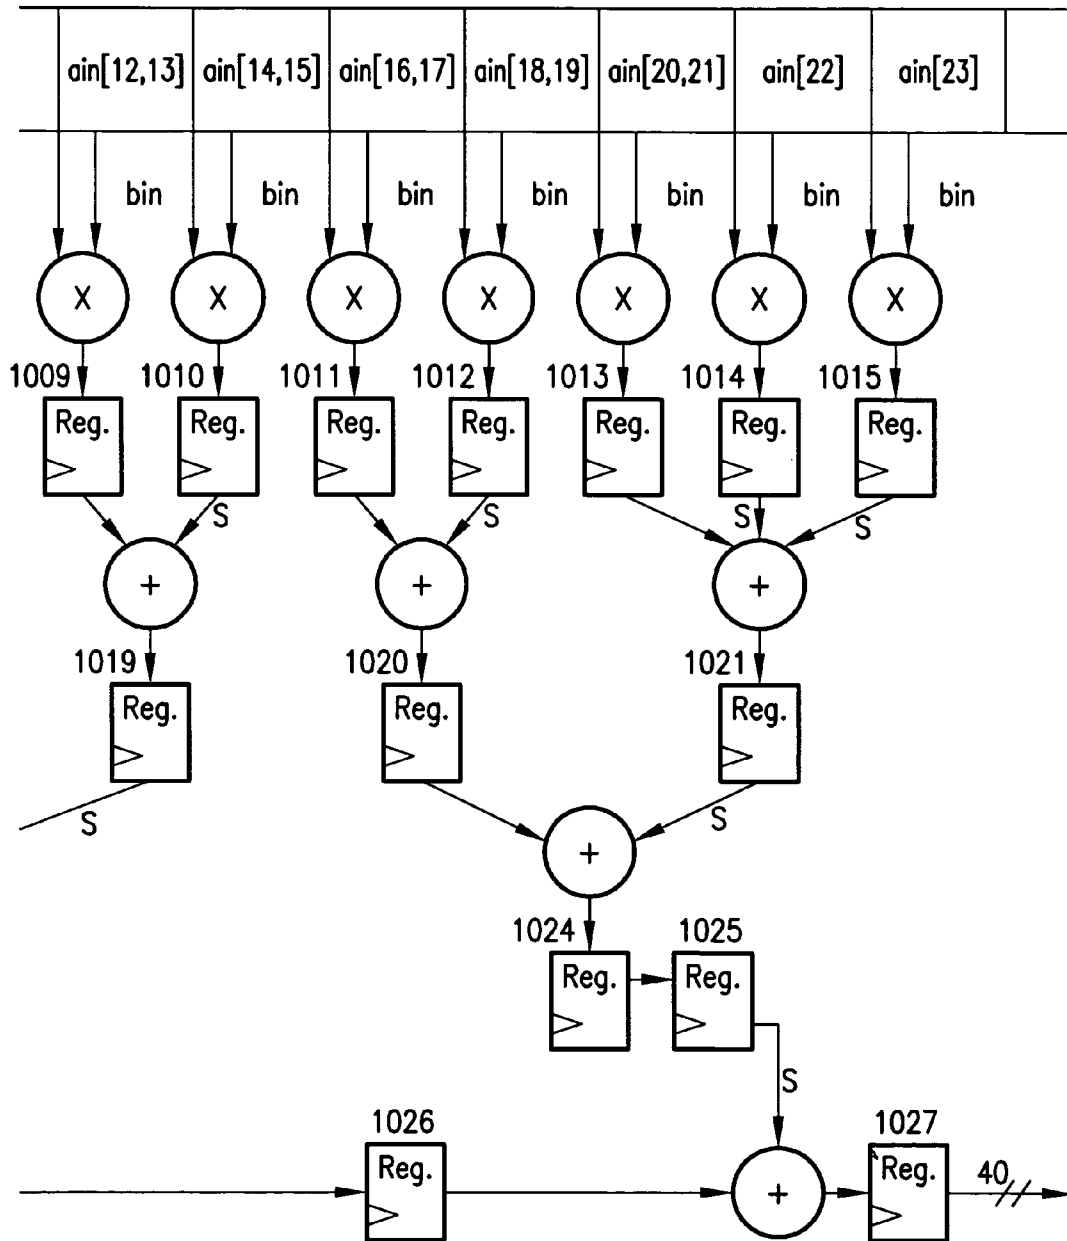 ain[12,13] ain[14,15] ain[16,17] ain[18,19] ain[20,21] ain[22] ain[23]
bin bin bin bin bin bin bin
X X X X X X X
1009 1010 1011 1012 1013 1014 1015
Reg. Reg. Reg. Reg. Reg. Reg. Reg.
S S S S
+ + +
1019 1020 1021
Reg. Reg. Reg.
S S
+
1024 1025
Reg. Reg.
S
1026 1027
Reg. + Reg. 40